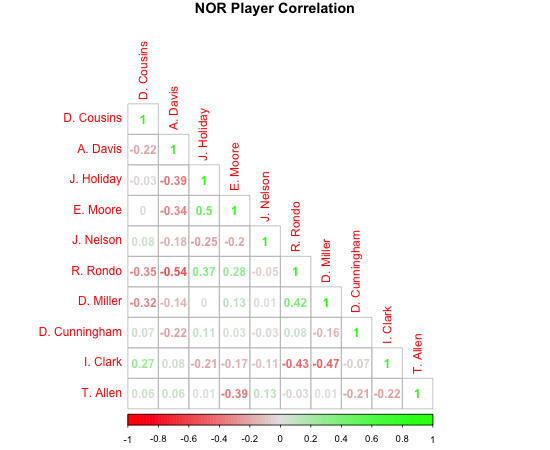 NOR Player Correlation
D. Cousins
A. Davis
J. Holiday
E. Moore
J. Nelson
R. Rondo
D. Miller
D. Cunningham
I. Clark
T. Allen
D. Cousins 1
A. Davis -0.22 1
J. Holiday -0.03 -0.39 1
E. Moore 0 -0.34 0.5 1
J. Nelson 0.08 -0.18 -0.25 -0.2 1
R. Rondo -0.35 -0.54 0.37 0.28 -0.05 1
D. Miller -0.32 -0.14 0 0.13 0.01 0.42 1
D. Cunningham 0.07 -0.22 0.11 0.03 -0.03 0.08 -0.16 1
I. Clark 0.27 0.08 -0.21 -0.17 -0.11 -0.43 -0.47 -0.07 1
T. Allen 0.06 0.06 0.01 -0.39 0.13 -0.03 0.01 -0.21 -0.22 1
-1 -0.8 -0.6 -0.4 -0.2 0 0.2 0.4 0.6 0.8 1